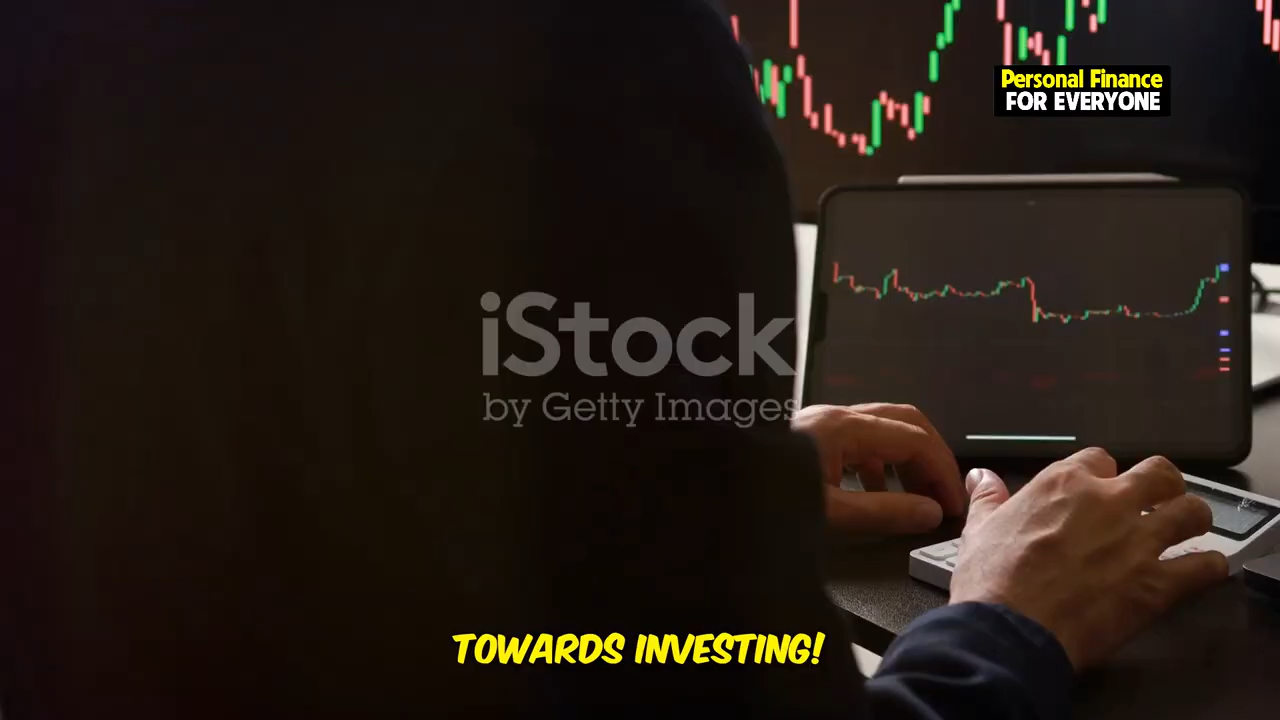 Personal Finance
FOR EVERYONE
iStock
by Getty Images
TOWARDS INVESTING!